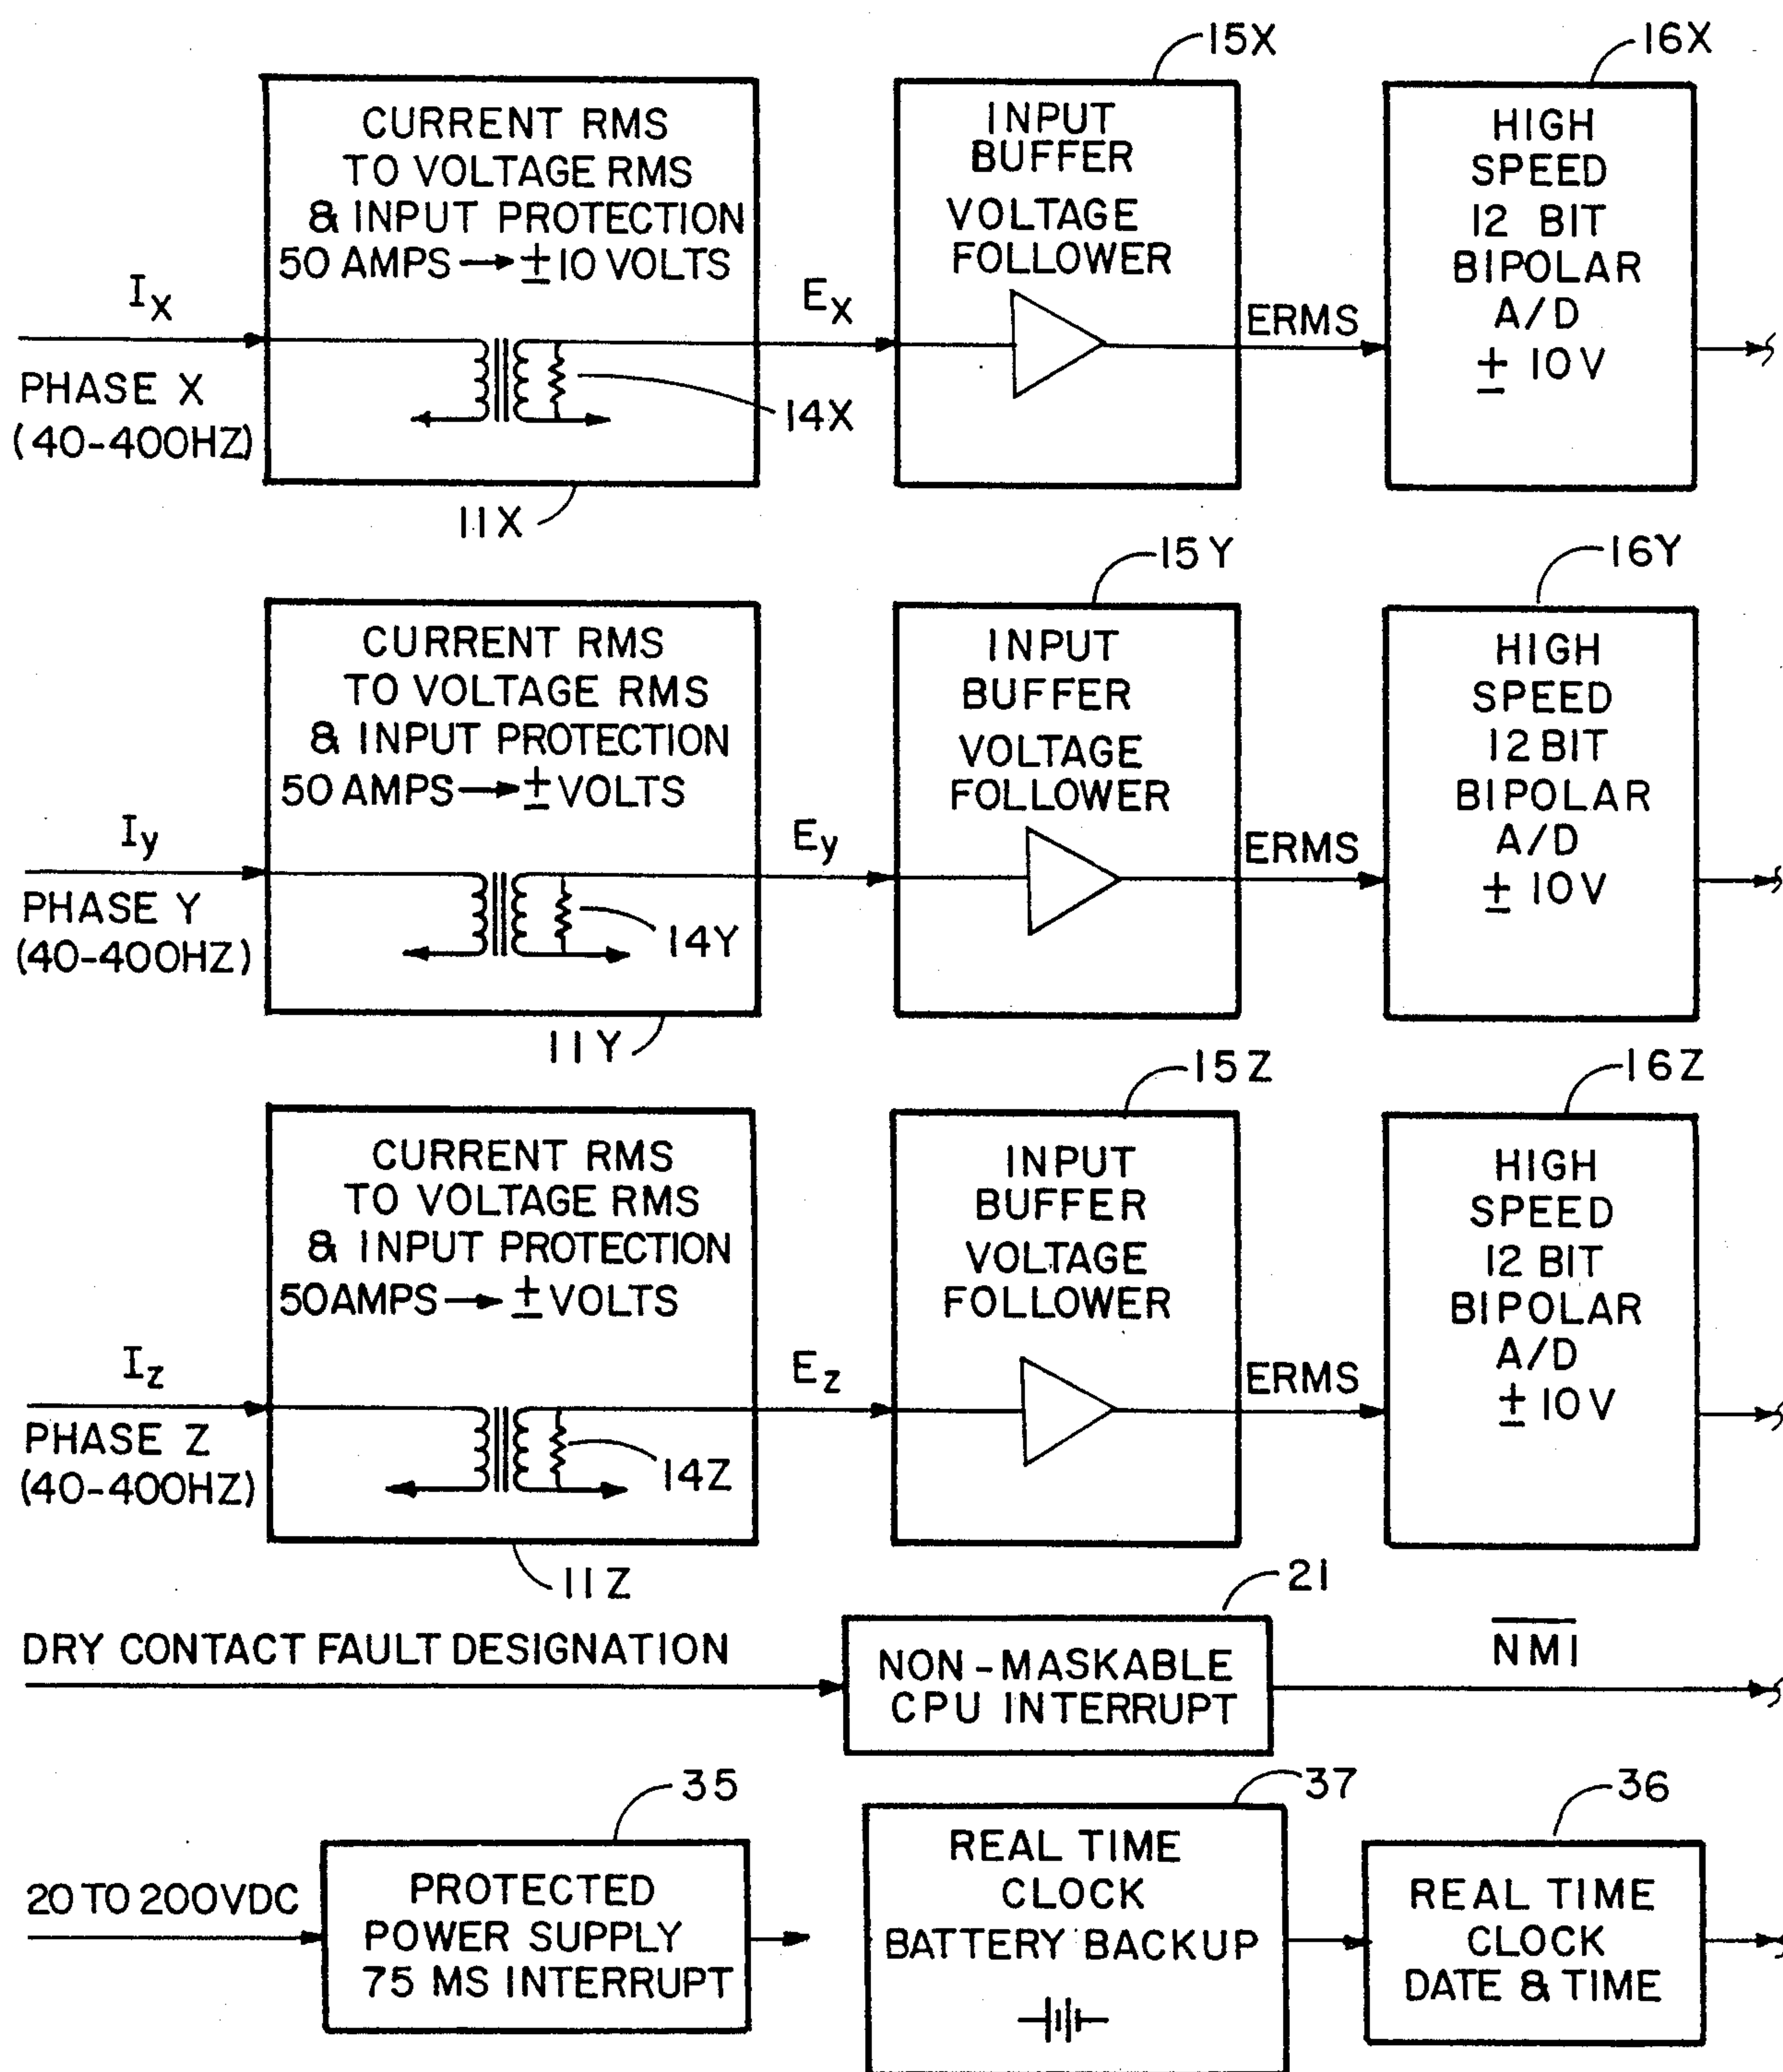 15X
16X
CURRENT RMS
TO VOLTAGE RMS
& INPUT PROTECTION
50 AMPS → ± 10 VOLTS
INPUT
BUFFER
VOLTAGE
FOLLOWER
HIGH
SPEED
12 BIT
BIPOLAR
A/D
± 10V
Ix
PHASE X
(40-400HZ)
Ex
ERMS
14X
11X
15Y
16Y
CURRENT RMS
TO VOLTAGE RMS
& INPUT PROTECTION
50 AMPS → ± VOLTS
INPUT
BUFFER
VOLTAGE
FOLLOWER
HIGH
SPEED
12 BIT
BIPOLAR
A/D
± 10V
Iy
PHASE Y
(40-400HZ)
Ey
ERMS
14Y
11Y
15Z
16Z
CURRENT RMS
TO VOLTAGE RMS
& INPUT PROTECTION
50AMPS → ± VOLTS
INPUT
BUFFER
VOLTAGE
FOLLOWER
HIGH
SPEED
12 BIT
BIPOLAR
A/D
± 10V
Iz
PHASE Z
(40-400HZ)
Ez
ERMS
14Z
11Z
21
DRY CONTACT FAULT DESIGNATION
NON-MASKABLE
CPU INTERRUPT
N̅M̅I̅
35
37
36
20 TO 200VDC
PROTECTED
POWER SUPPLY
75 MS INTERRUPT
REAL TIME
CLOCK
BATTERY BACKUP
REAL TIME
CLOCK
DATE & TIME